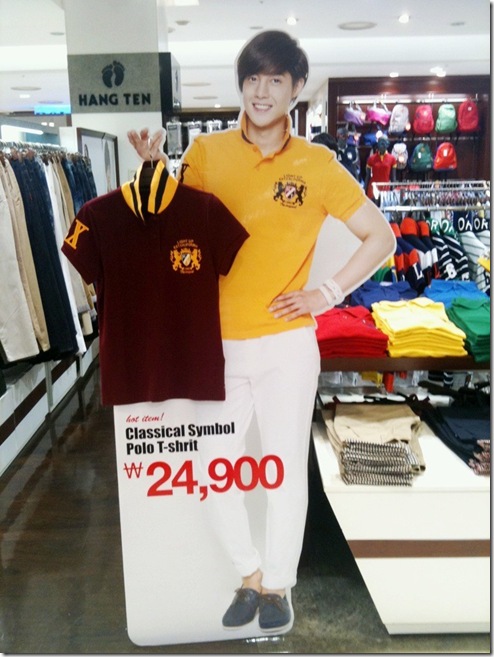 HANG TEN
X
hot item!
Classical Symbol
Polo T-shrit
₩24,900